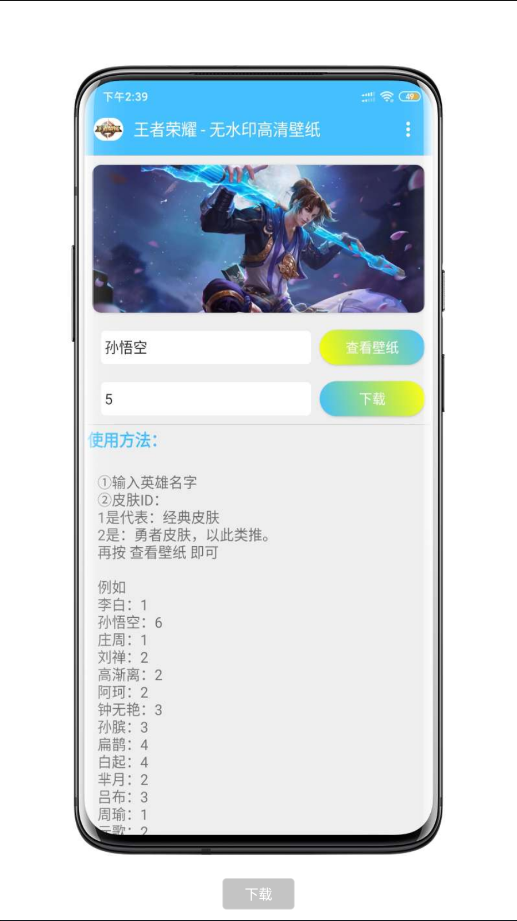 下午2:39
49
王者荣耀 - 无水印高清壁纸
孙悟空
查看壁纸
5
下载
使用方法：
①输入英雄名字
②皮肤ID：
1是代表：经典皮肤
2是：勇者皮肤，以此类推。
再按 查看壁纸 即可
例如
李白：1
孙悟空：6
庄周：1
刘禅：2
高渐离：2
阿珂：2
钟无艳：3
孙膑：3
扁鹊：4
白起：4
芈月：2
吕布：3
周瑜：1
元歌：2
下载